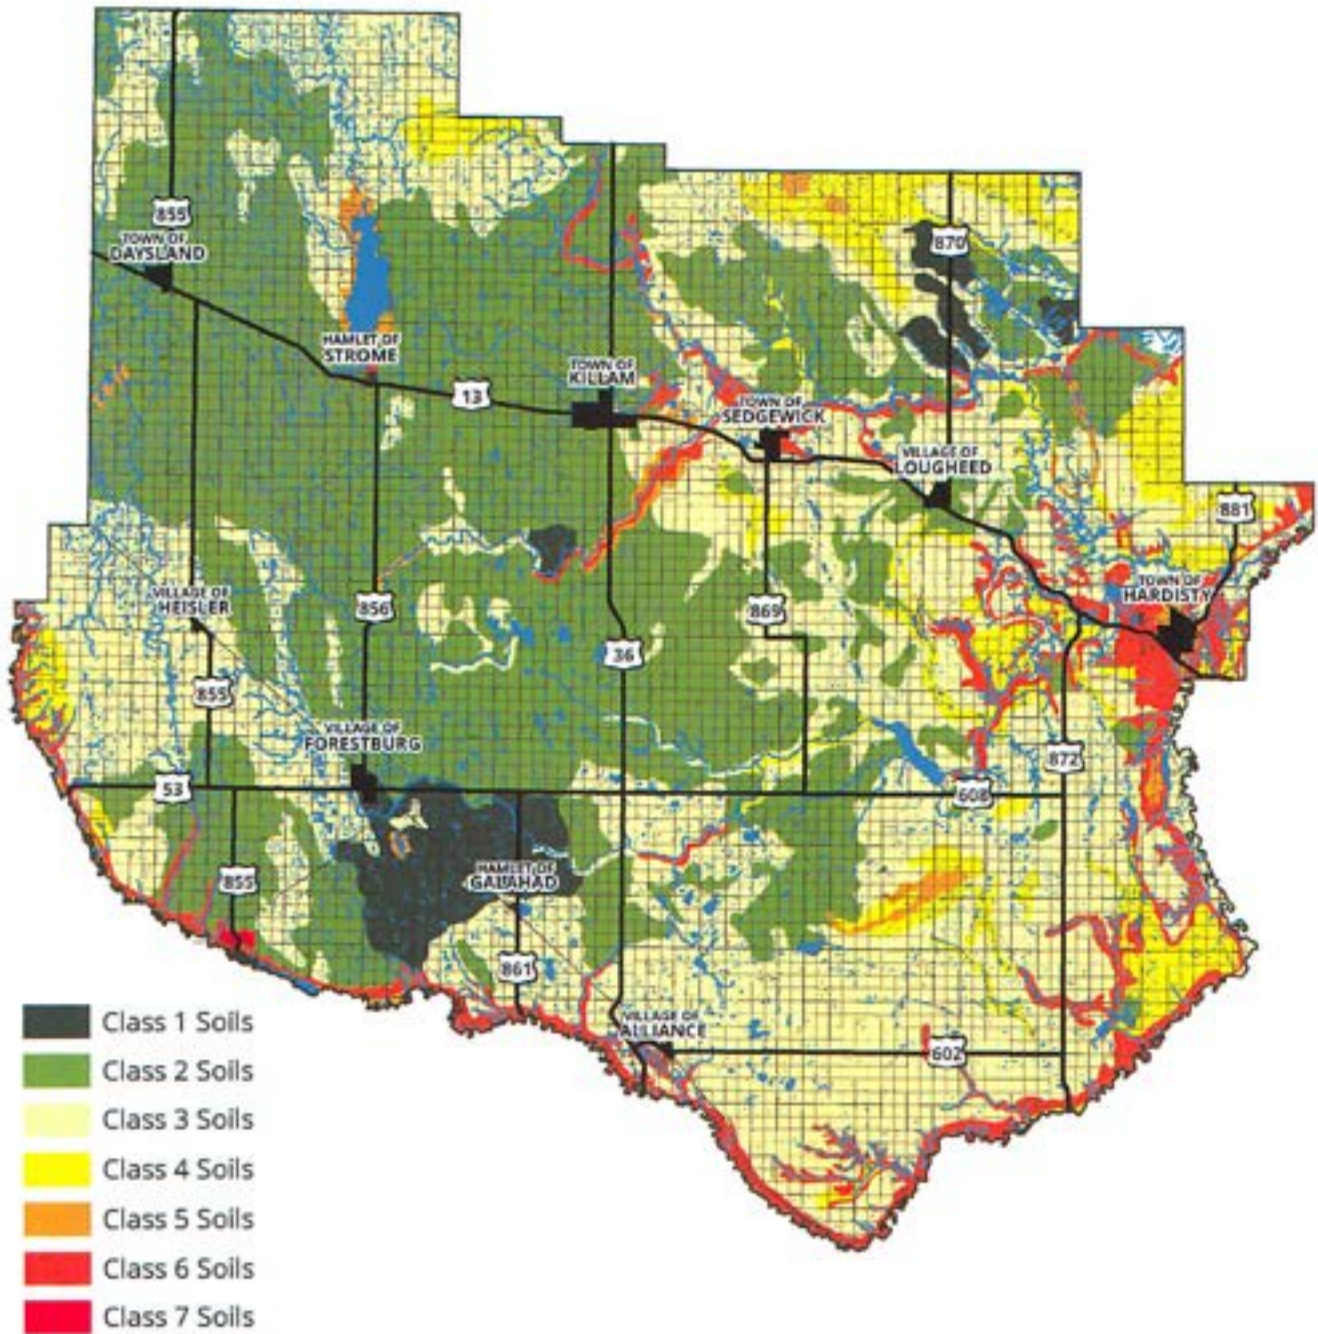 855
TOWN OF
DAYSLAND
870
HAMLET OF
STROME
13
TOWN OF
KILLAM
TOWN OF
SEDGEWICK
VILLAGE OF
LOUGHEED
881
VILLAGE OF
HEISLER
856
869
TOWN OF
HARDISTY
36
855
VILLAGE OF
FORESTBURG
872
53
608
HAMLET OF
GALAHAD
855
861
VILLAGE OF
ALLIANCE
602
Class 1 Soils
Class 2 Soils
Class 3 Soils
Class 4 Soils
Class 5 Soils
Class 6 Soils
Class 7 Soils